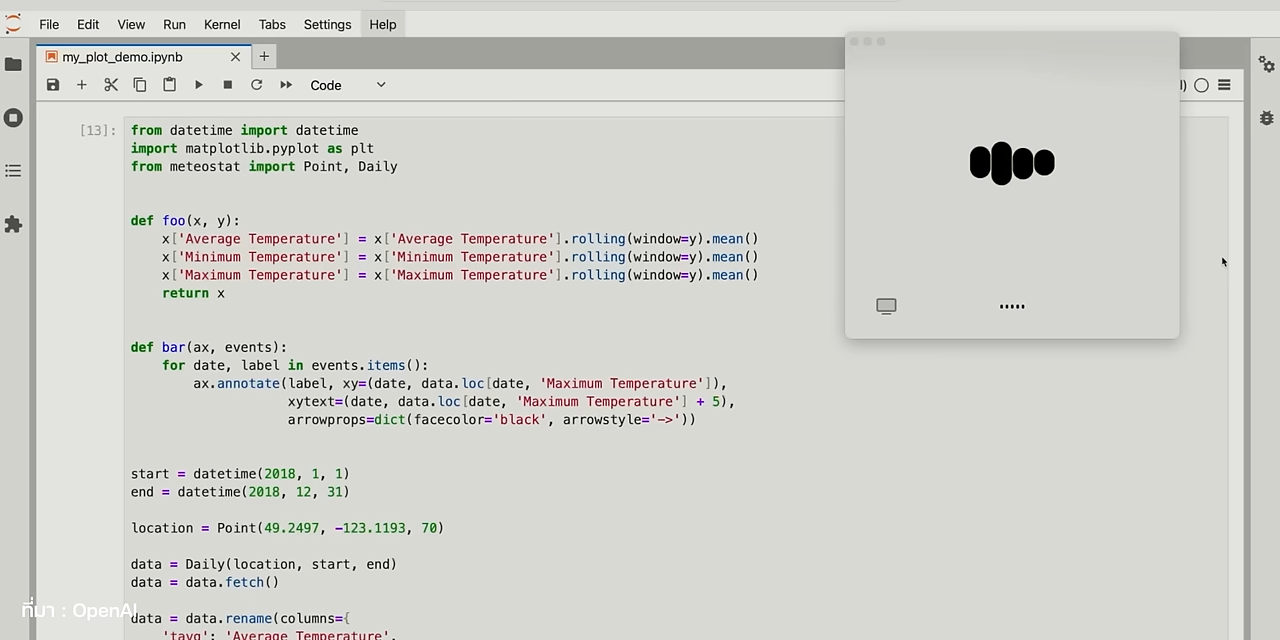 File Edit View Run Kernel Tabs Settings Help
my_plot_demo.ipynb
Code
[13]:
from datetime import datetime
import matplotlib.pyplot as plt
from meteostat import Point, Daily
def foo(x, y):
x['Average Temperature'] = x['Average Temperature'].rolling(window=y).mean()
x['Minimum Temperature'] = x['Minimum Temperature'].rolling(window=y).mean()
x['Maximum Temperature'] = x['Maximum Temperature'].rolling(window=y).mean()
return x
def bar(ax, events):
for date, label in events.items():
ax.annotate(label, xy=(date, data.loc[date, 'Maximum Temperature']),
xytext=(date, data.loc[date, 'Maximum Temperature'] + 5),
arrowprops=dict(facecolor='black', arrowstyle='->'))
start = datetime(2018, 1, 1)
end = datetime(2018, 12, 31)
location = Point(49.2497, -123.1193, 70)
data = Daily(location, start, end)
data = data.fetch()
ที่มา : OpenAI
data = data.rename(columns={
'tavg': 'Average Temperature',